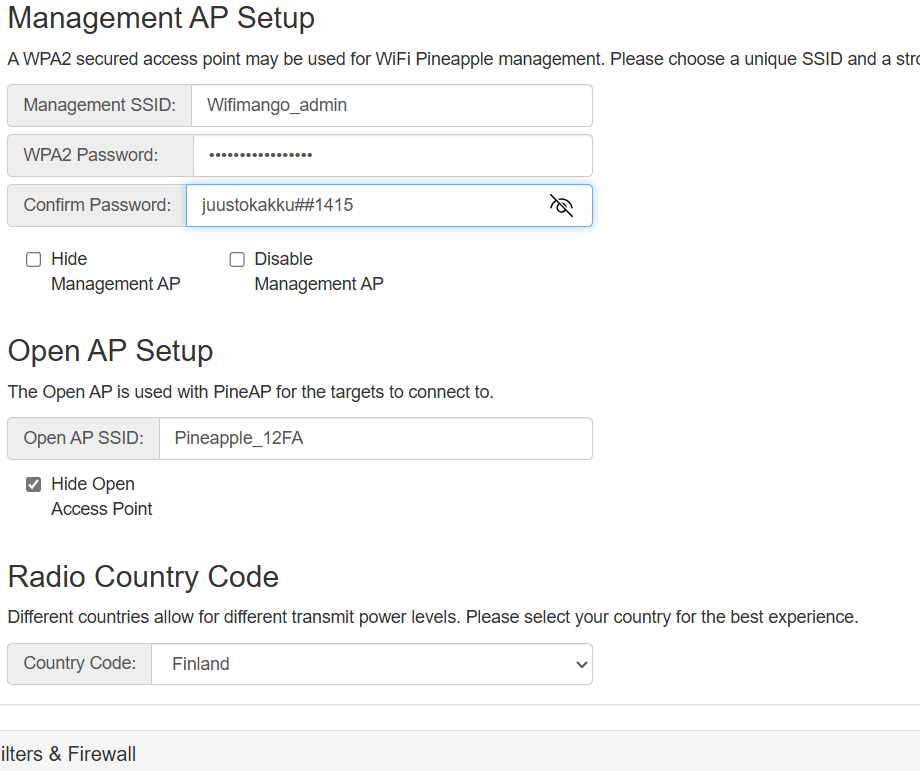 Management AP Setup
A WPA2 secured access point may be used for WiFi Pineapple management. Please choose a unique SSID and a stro
Management SSID: Wifimango_admin
WPA2 Password: •••••••••••••••••
Confirm Password: juustokakku##1415
Hide Management AP
Disable Management AP
Open AP Setup
The Open AP is used with PineAP for the targets to connect to.
Open AP SSID: Pineapple_12FA
Hide Open
Access Point
Radio Country Code
Different countries allow for different transmit power levels. Please select your country for the best experience.
Country Code: Finland
ilters & Firewall